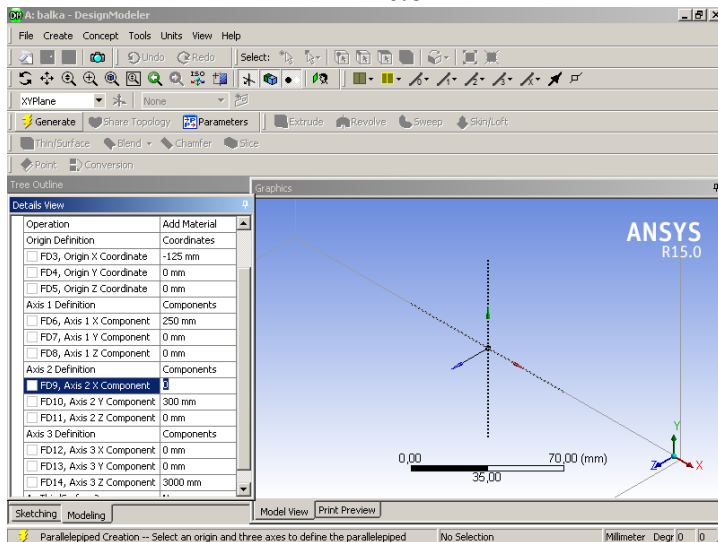 A: balka - DesignModeler
File Create Concept Tools Units View Help
Undo Redo Select:
ISO
XYPlane None
Generate Share Topology Parameters Extrude Revolve Sweep Skin/Loft
Thin/Surface Blend Chamfer Slice
Point Conversion
Tree Outline
Graphics
Details View
Operation Add Material
Origin Definition Coordinates
FD3, Origin X Coordinate -125 mm
FD4, Origin Y Coordinate 0 mm
FD5, Origin Z Coordinate 0 mm
Axis 1 Definition Components
FD6, Axis 1 X Component 250 mm
FD7, Axis 1 Y Component 0 mm
FD8, Axis 1 Z Component 0 mm
Axis 2 Definition Components
FD9, Axis 2 X Component 0
FD10, Axis 2 Y Component 300 mm
FD11, Axis 2 Z Component 0 mm
Axis 3 Definition Components
FD12, Axis 3 X Component 0 mm
FD13, Axis 3 Y Component 0 mm
FD14, Axis 3 Z Component 3000 mm
ANSYS
R15.0
0,00 70,00 (mm)
35,00
Y
Z X
Sketching Modeling
Model View Print Preview
Parallelepiped Creation -- Select an origin and three axes to define the parallelepiped No Selection Millimeter Degr 0 0